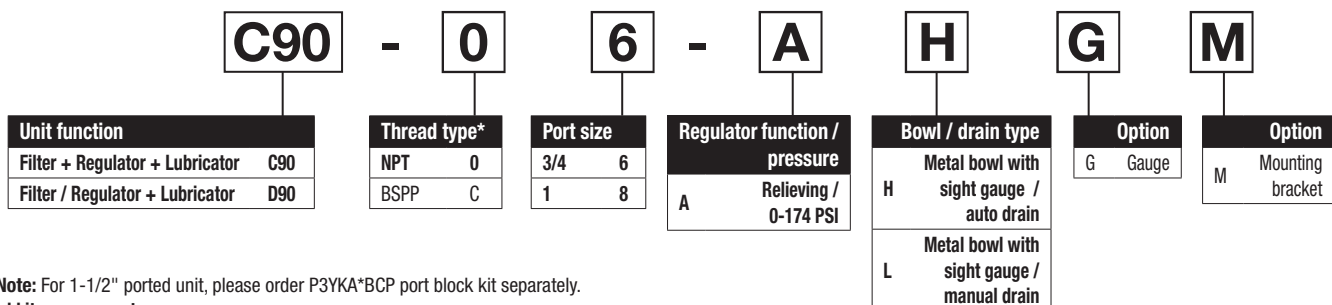 C90 - 0 6 - A H G M
Unit function
Filter + Regulator + Lubricator C90
Filter / Regulator + Lubricator D90
Thread type*
NPT 0
BSPP C
Port size
3/4 6
1 8
Regulator function /
pressure
A Relieving /
0-174 PSI
Bowl / drain type
Metal bowl with
H sight gauge /
auto drain
Metal bowl with
L sight gauge /
manual drain
Option
G Gauge
Option
M Mounting
bracket
Note: For 1-1/2" ported unit, please order P3YKA*BCP port block kit separately.